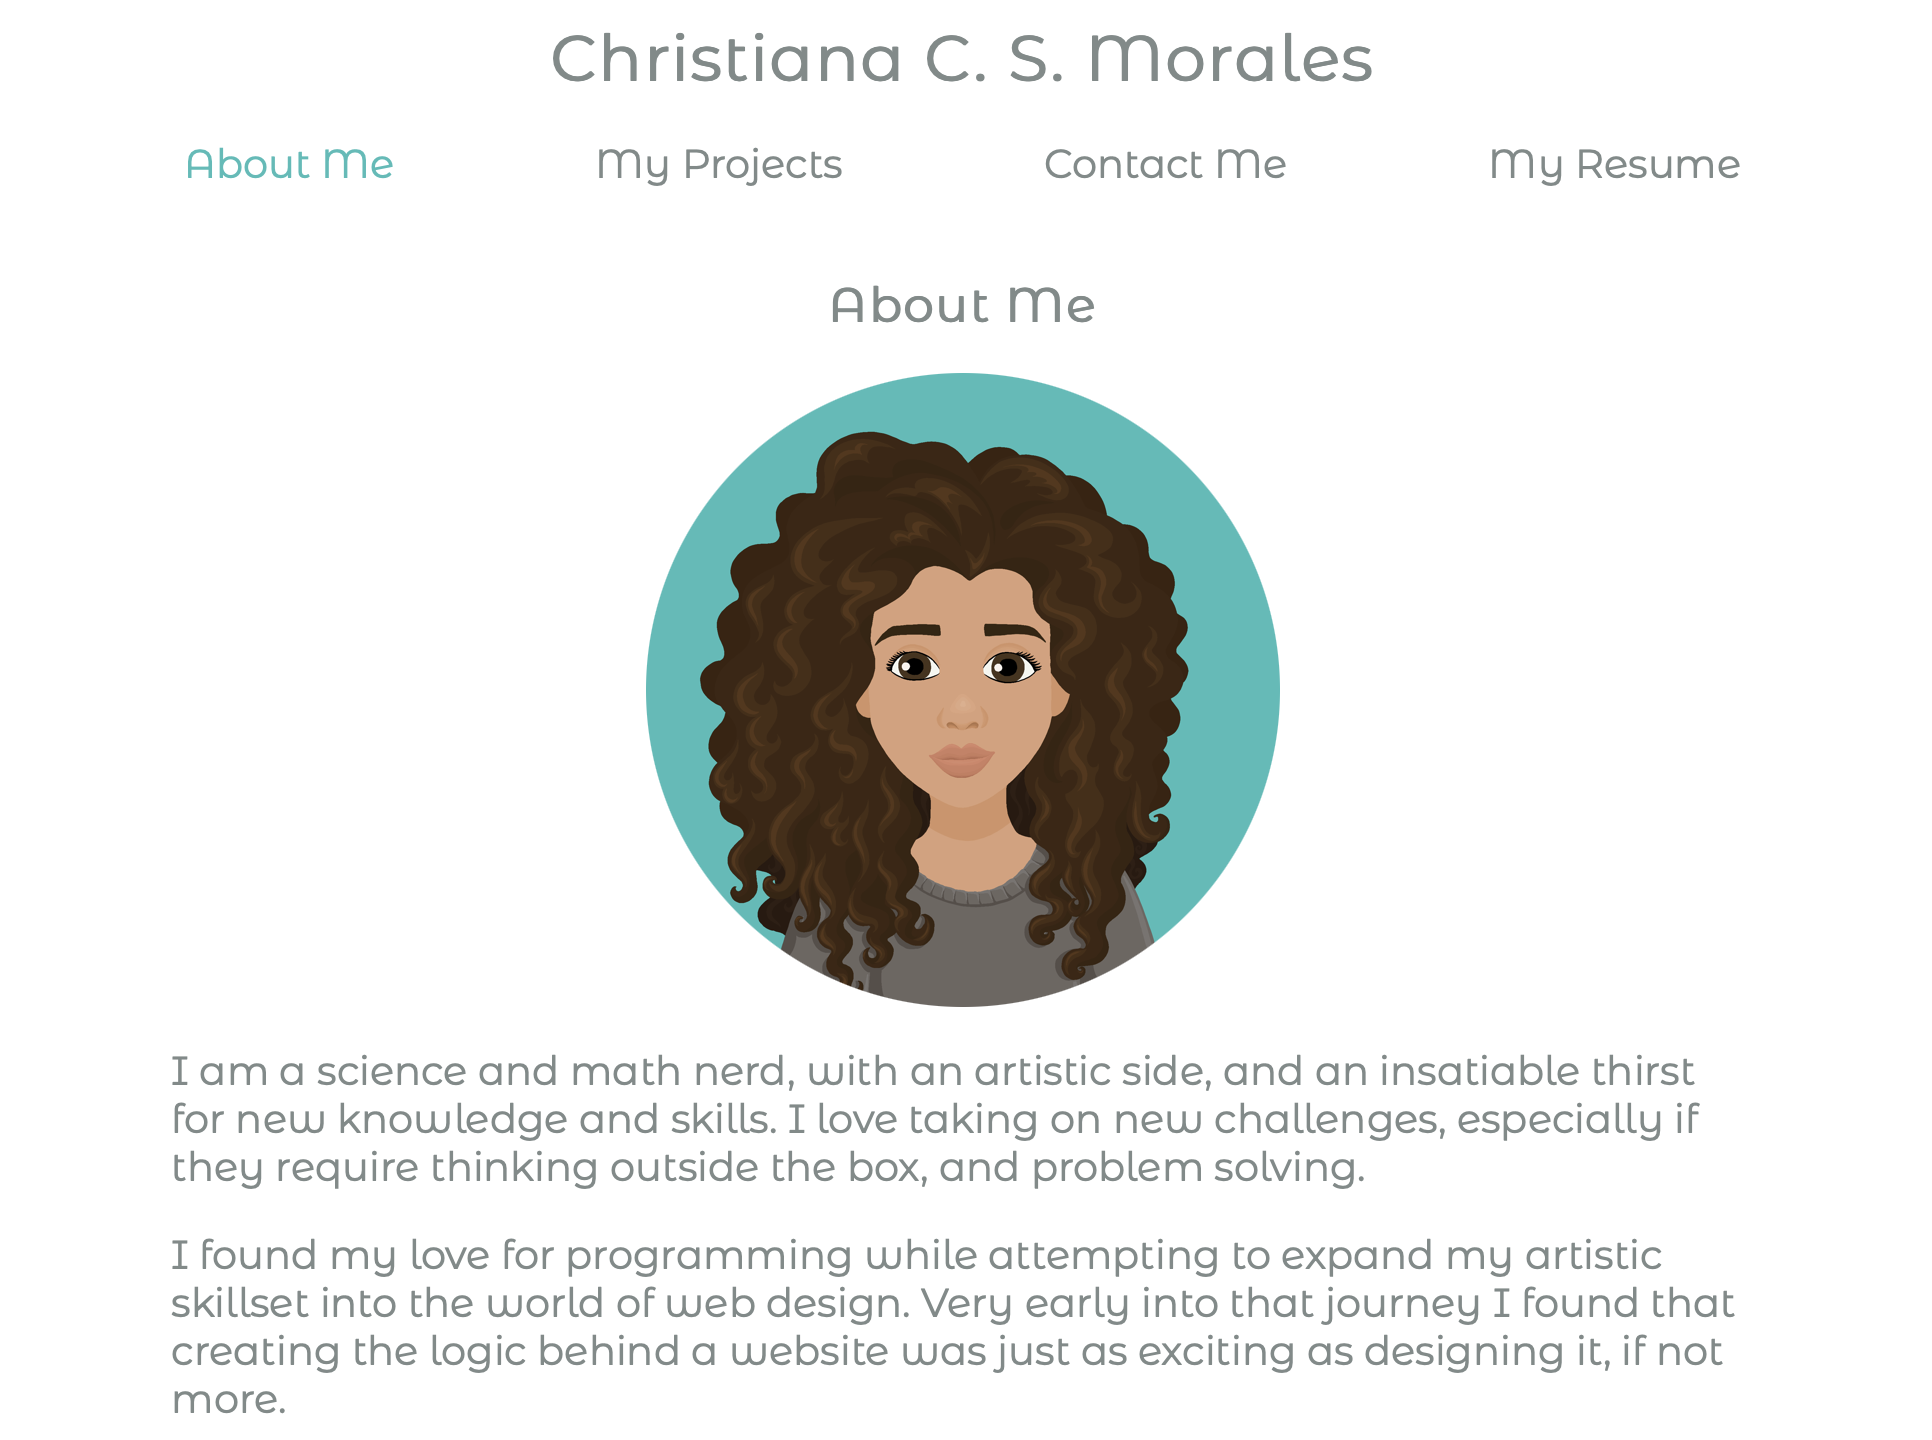 Christiana C. S. Morales
About Me
My Projects
Contact Me
My Resume
About Me
I am a science and math nerd, with an artistic side, and an insatiable thirst
for new knowledge and skills. I love taking on new challenges, especially if
they require thinking outside the box, and problem solving.
I found my love for programming while attempting to expand my artistic
skillset into the world of web design. Very early into that journey I found that
creating the logic behind a website was just as exciting as designing it, if not
more.